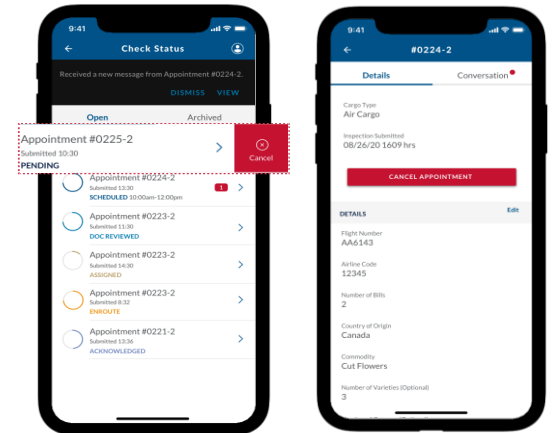 9:41
Check Status
Received a new message from Appointment #0224-2.
DISMISS VIEW
Open Archived
Appointment #0225-2
Submitted 10:30
PENDING
Cancel
Appointment #0224-2
Submitted 13:30
SCHEDULED 10:00am-12:00pm
1
Appointment #0223-2
Submitted 11:30
DOC REVIEWED
Appointment #0223-2
Submitted 14:30
ASSIGNED
Appointment #0223-2
Submitted 8:32
ENROUTE
Appointment #0221-2
Submitted 13:36
ACKNOWLEDGED
9:41
#0224-2
Details Conversation
Cargo Type
Air Cargo
Inspection Submitted
08/26/20 1609 hrs
CANCEL APPOINTMENT
DETAILS Edit
Flight Number
AA6143
Airline Code
12345
Number of Bills
2
Country of Origin
Canada
Commodity
Cut Flowers
Number of Varieties (Optional)
3